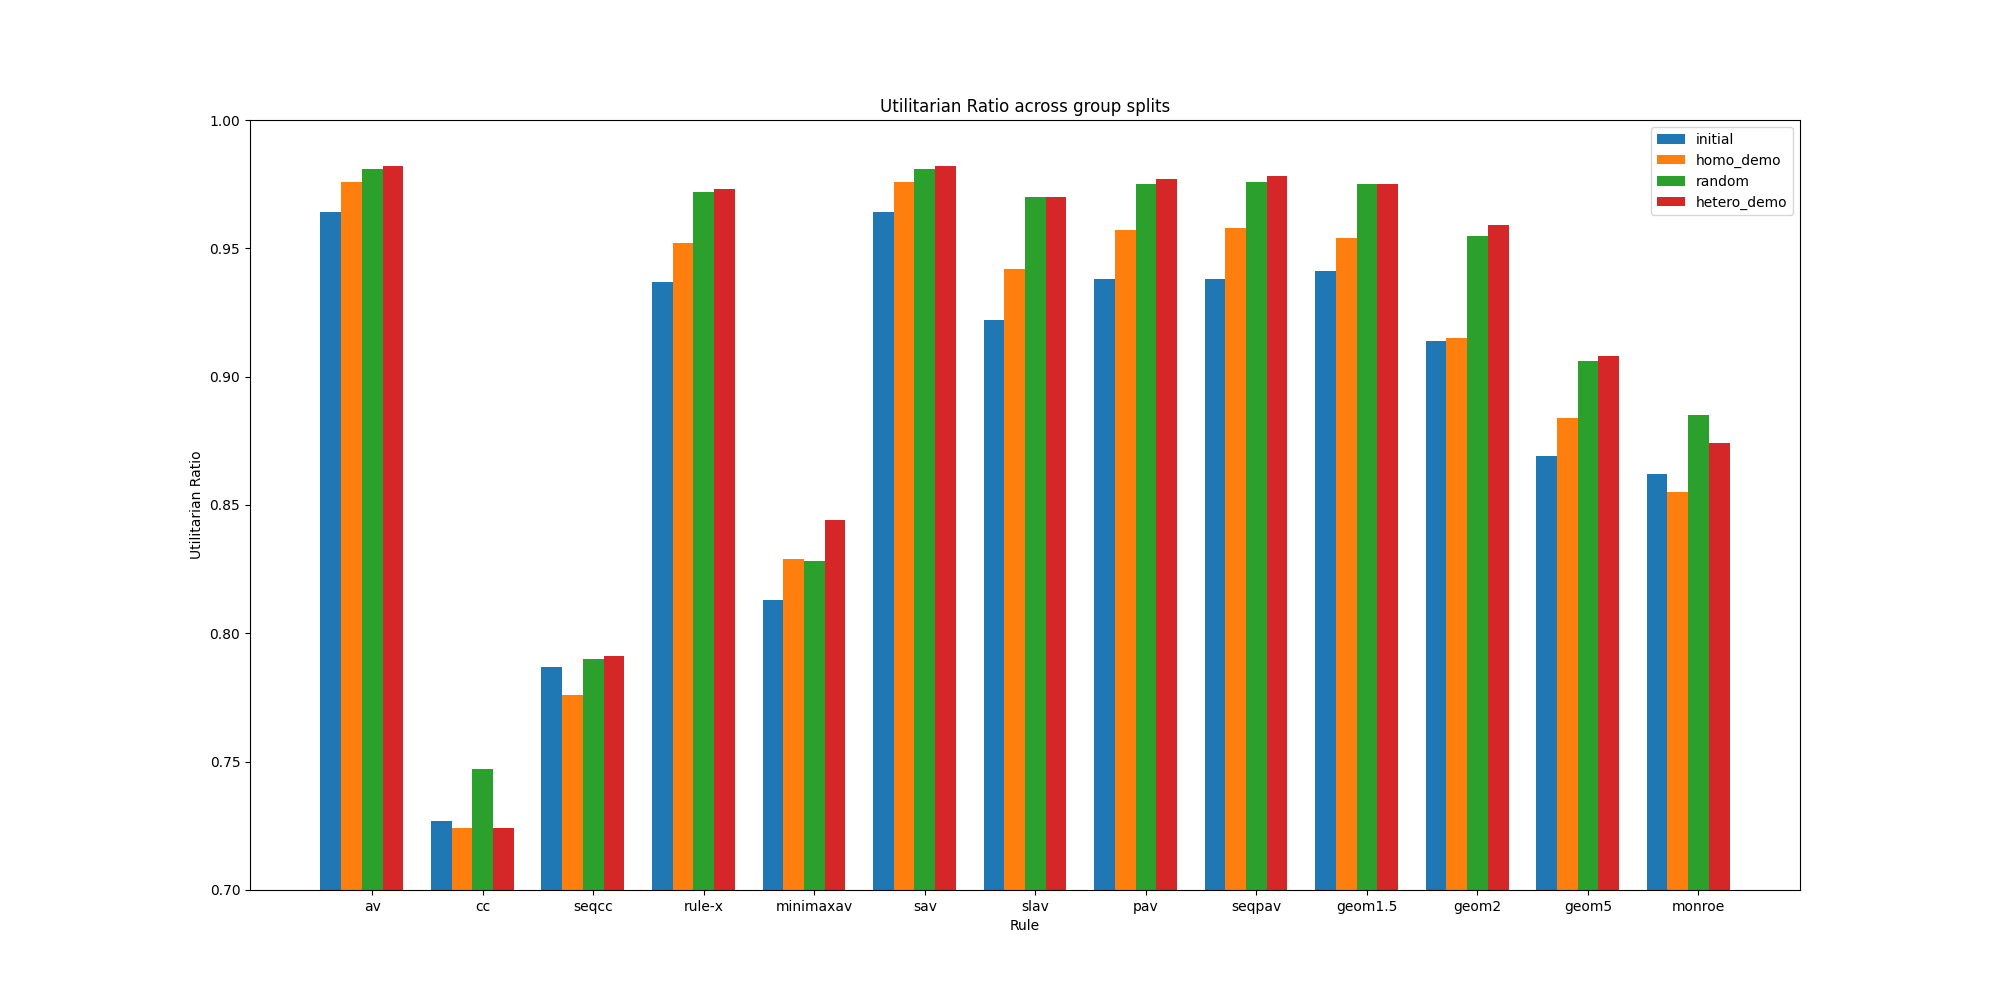 Utilitarian Ratio across group splits
1.00
0.95
0.90
0.85
0.80
0.75
0.70
Utilitarian Ratio
initial
homo_demo
random
hetero_demo
av cc seqcc rule-x minimaxav sav slav pav seqpav geom1.5 geom2 geom5 monroe
Rule